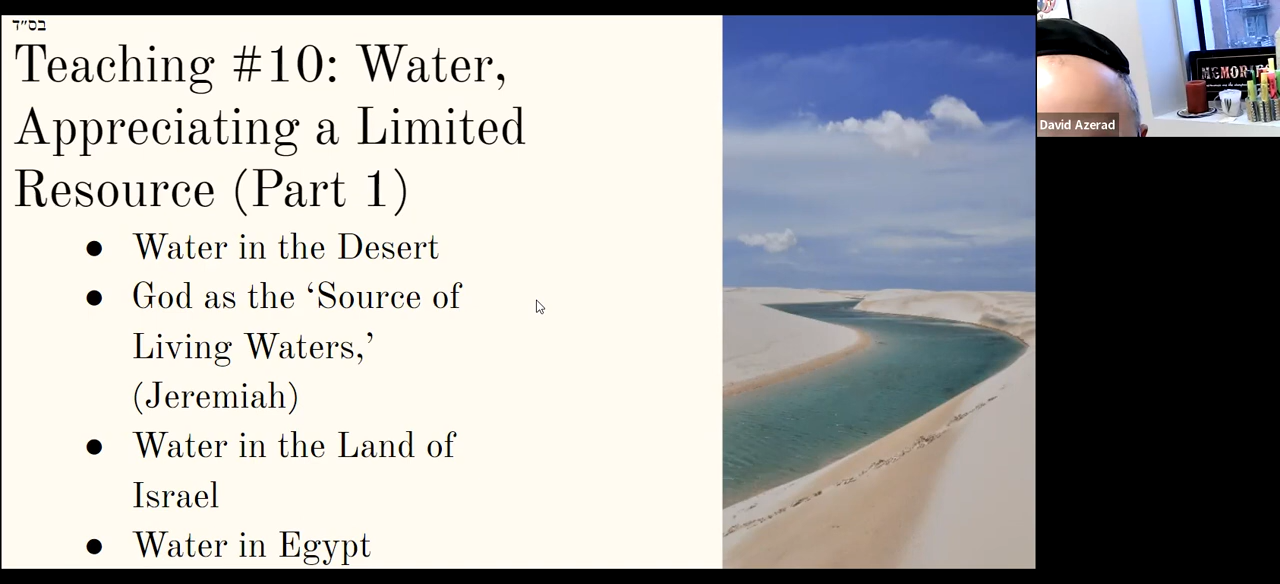 בס״ד
Teaching #10: Water,
Appreciating a Limited
Resource (Part 1)
● Water in the Desert
● God as the ‘Source of
Living Waters,’
(Jeremiah)
● Water in the Land of
Israel
● Water in Egypt
MEMORIES
David Azerad